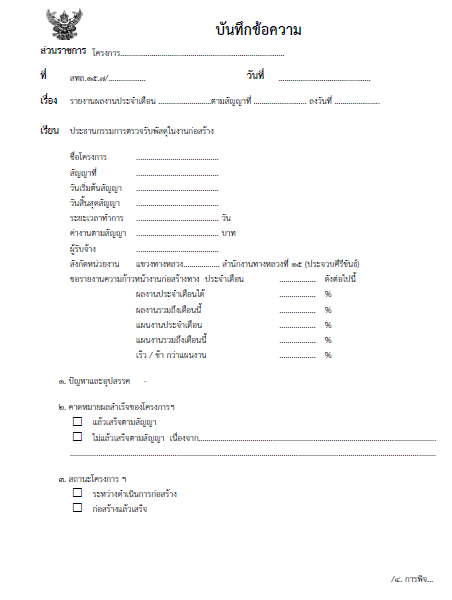 บันทึกข้อความ
ส่วนราชการ โครงการ........................................................................
ที่ สทล.๑๕.๗/................. วันที่ ........................................
เรื่อง รายงานผลงานประจำเดือน ........................ตามสัญญาที่ ........................ ลงวันที่ ....................
เรียน ประธานกรรมการตรวจรับพัสดุในงานก่อสร้าง
ชื่อโครงการ ......................................
สัญญาที่ ......................................
วันเริ่มต้นสัญญา ......................................
วันสิ้นสุดสัญญา ......................................
ระยะเวลาทำการ ...................................... วัน
ค่างานตามสัญญา ...................................... บาท
ผู้รับจ้าง ......................................
สังกัดหน่วยงาน แขวงทางหลวง................. สำนักงานทางหลวงที่ ๑๕ (ประจวบคีรีขันธ์)
ขอรายงานความก้าวหน้างานก่อสร้างทาง ประจำเดือน ................. ดังต่อไปนี้
ผลงานประจำเดือนได้ ................. %
ผลงานรวมถึงเดือนนี้ ................. %
แผนงานประจำเดือน ................. %
แผนงานรวมถึงเดือนนี้ ................. %
เร็ว / ช้า กว่าแผนงาน ................. %
๑. ปัญหาและอุปสรรค -
๒. คาดหมายผลสำเร็จของโครงการฯ
☐ แล้วเสร็จตามสัญญา
☐ ไม่แล้วเสร็จตามสัญญา เนื่องจาก....................................................................................................
..............................................................................................................................................
๓. สถานะโครงการ ฯ
☐ ระหว่างดำเนินการก่อสร้าง
☐ ก่อสร้างแล้วเสร็จ
/๔. การพิจ...